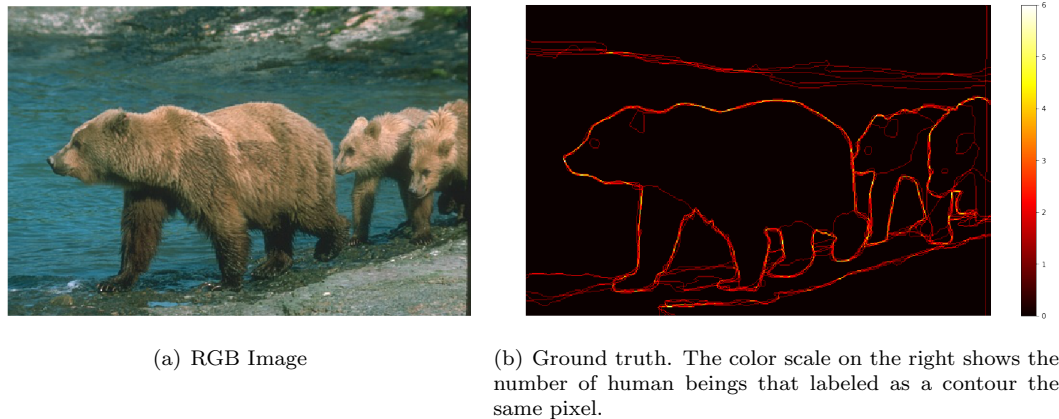 6
5
4
3
2
1
0
(a) RGB Image
(b) Ground truth. The color scale on the right shows the
number of human beings that labeled as a contour the
same pixel.